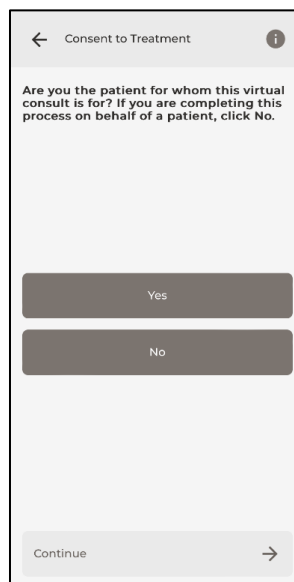 Consent to Treatment
Are you the patient for whom this virtual
consult is for? If you are completing this
process on behalf of a patient, click No.
Yes
No
Continue